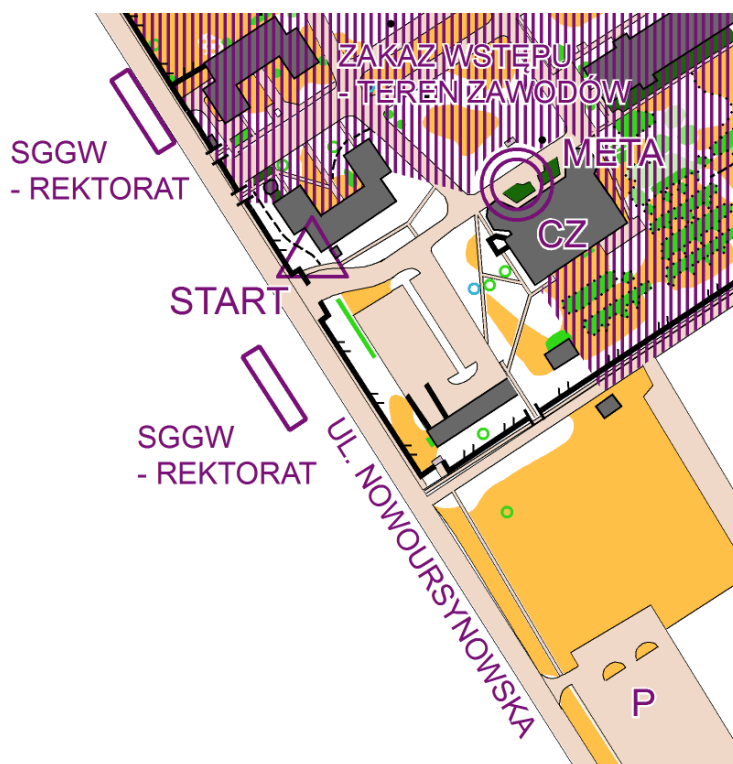 ZAKAZ WSTĘPU
- TEREN ZAWODÓW
SGGW
- REKTORAT
META
CZ
START
SGGW
- REKTORAT
UL. NOWOURSYNOWSKA
P